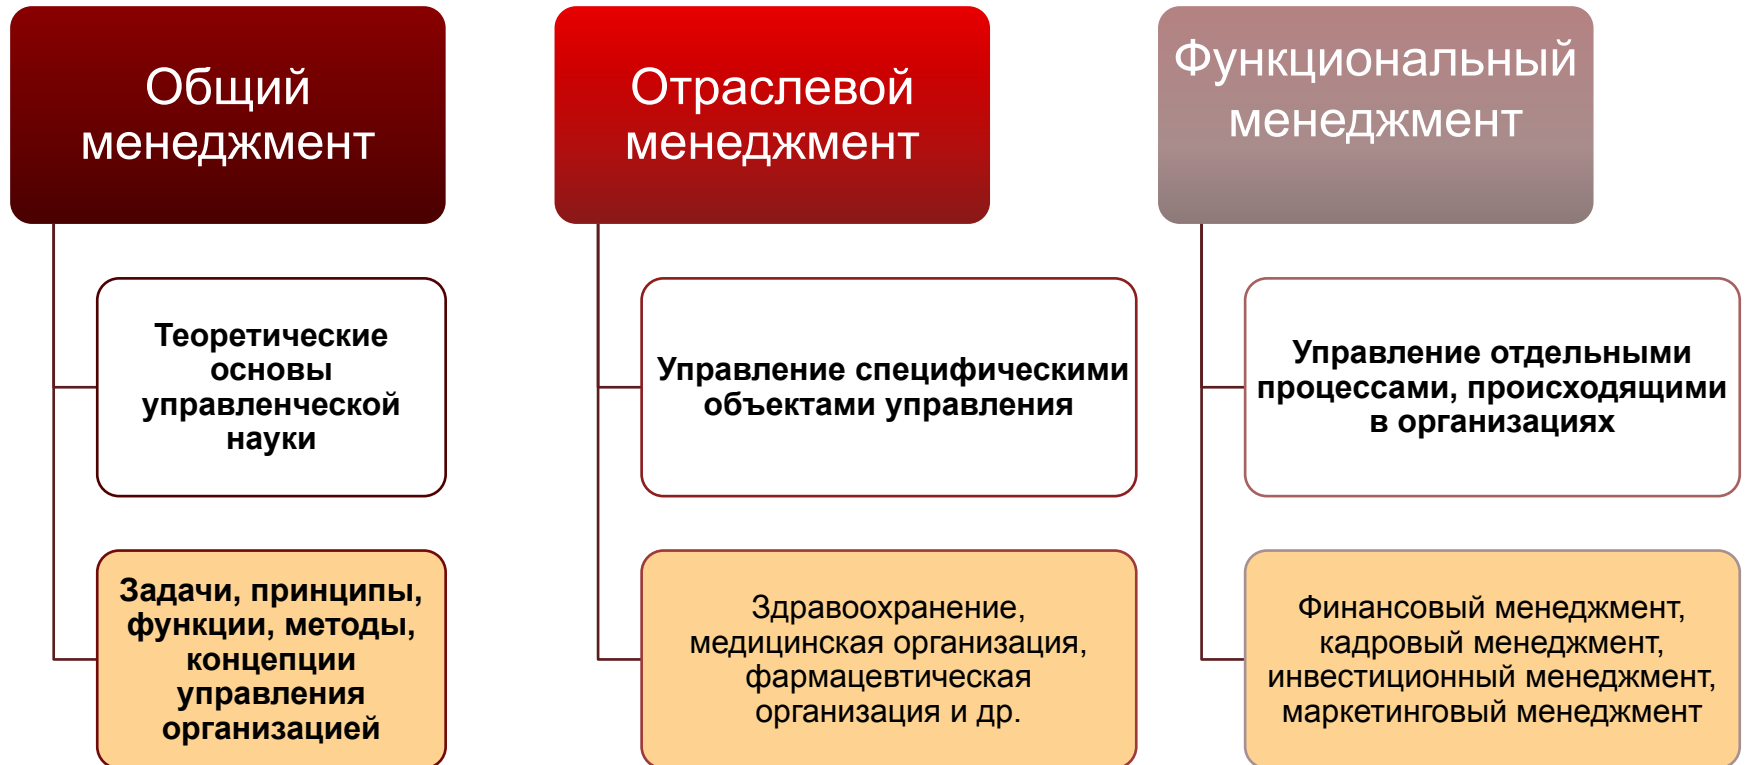 Общий
менеджмент
Теоретические
основы
управленческой
науки
Задачи, принципы,
функции, методы,
концепции
управления
организацией
Отраслевой
менеджмент
Управление специфическими
объектами управления
Здравоохранение,
медицинская организация,
фармацевтическая
организация и др.
Функциональный
менеджмент
Управление отдельными
процессами, происходящими
в организациях
Финансовый менеджмент,
кадровый менеджмент,
инвестиционный менеджмент,
маркетинговый менеджмент